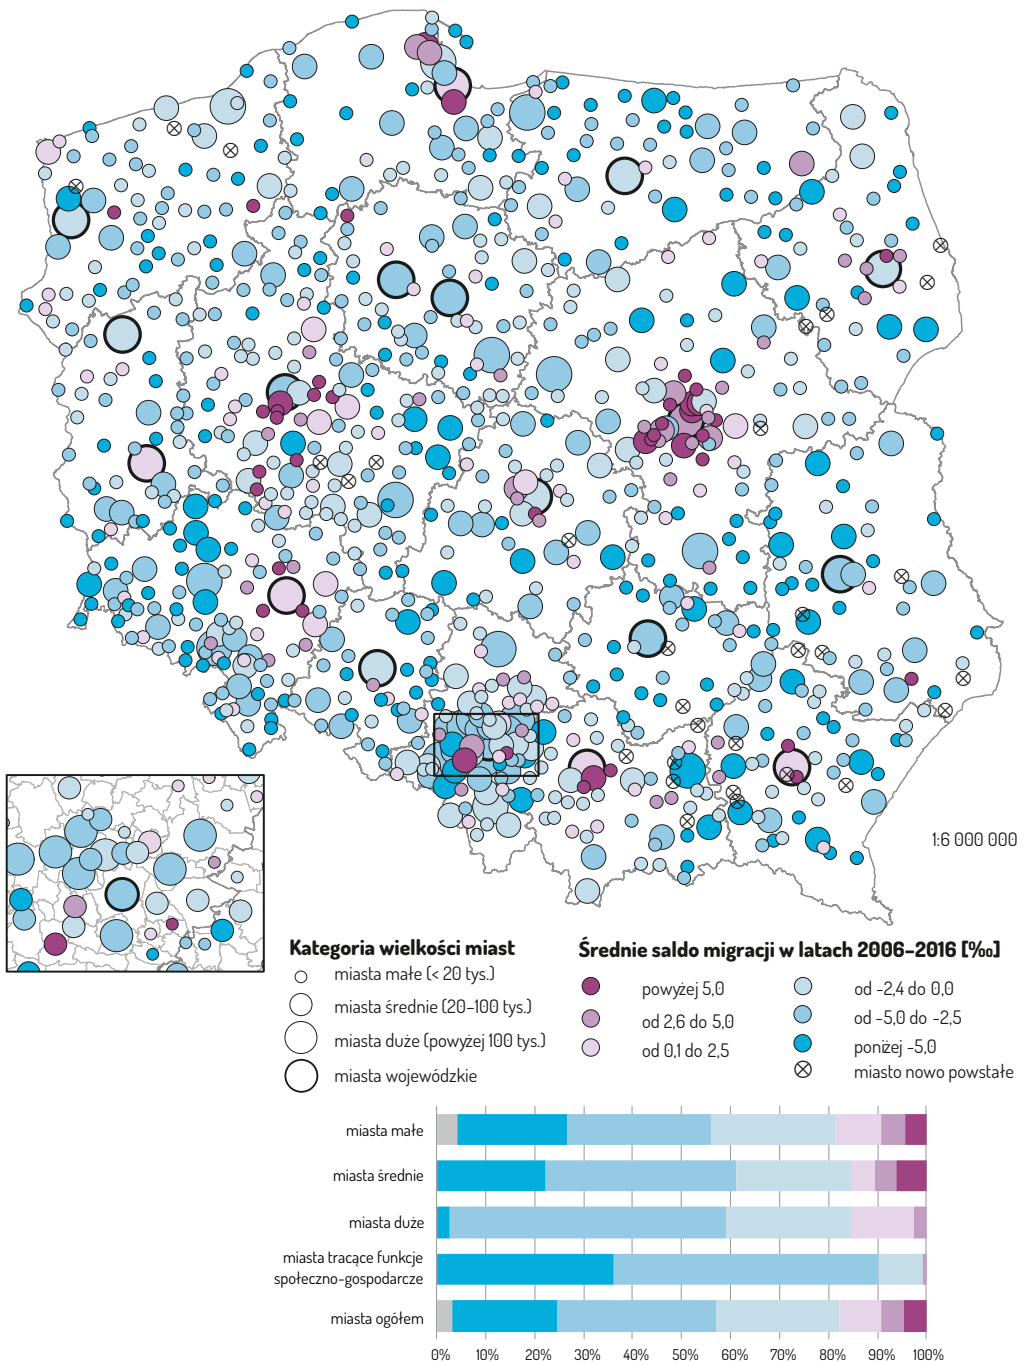 1:6 000 000
Kategoria wielkości miast
miasta małe (< 20 tys.)
miasta średnie (20–100 tys.)
miasta duże (powyżej 100 tys.)
miasta wojewódzkie
Średnie saldo migracji w latach 2006–2016 [‰]
powyżej 5,0
od 2,6 do 5,0
od 0,1 do 2,5
od -2,4 do 0,0
od -5,0 do -2,5
poniżej -5,0
miasto nowo powstałe
miasta małe
miasta średnie
miasta duże
miasta tracące funkcje
społeczno-gospodarcze
miasta ogółem
0% 10% 20% 30% 40% 50% 60% 70% 80% 90% 100%